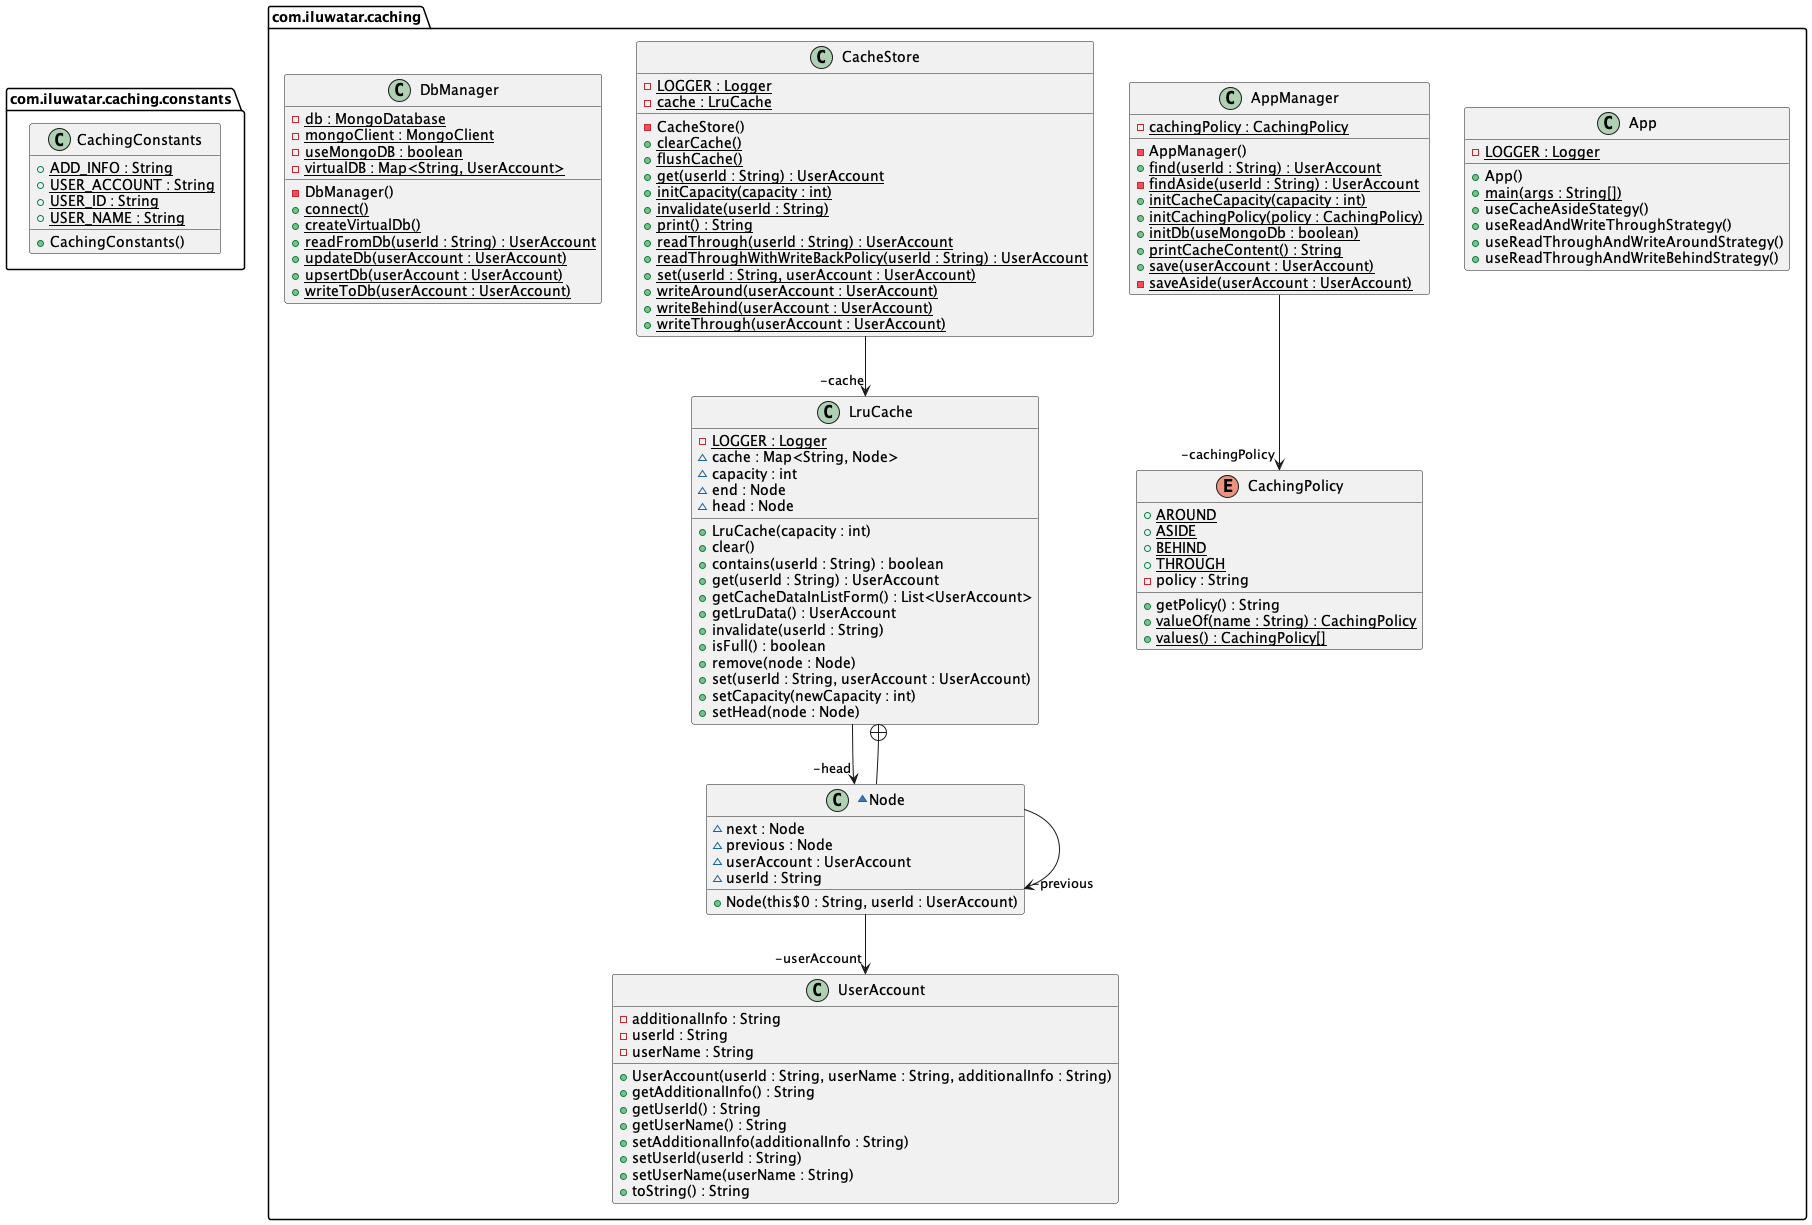 com.iluwatar.caching.constants
C CachingConstants
ADD_INFO : String
USER_ACCOUNT : String
USER_ID : String
USER_NAME : String
CachingConstants()
com.iluwatar.caching
C DbManager
db : MongoDatabase
mongoClient : MongoClient
useMongoDB : boolean
virtualDB : Map<String, UserAccount>
DbManager()
connect()
createVirtualDb()
readFromDb(userId : String) : UserAccount
updateDb(userAccount : UserAccount)
upsertDb(userAccount : UserAccount)
writeToDb(userAccount : UserAccount)
C CacheStore
LOGGER : Logger
cache : LruCache
CacheStore()
clearCache()
flushCache()
get(userId : String) : UserAccount
initCapacity(capacity : int)
invalidate(userId : String)
print() : String
readThrough(userId : String) : UserAccount
readThroughWithWriteBackPolicy(userId : String) : UserAccount
set(userId : String, userAccount : UserAccount)
writeAround(userAccount : UserAccount)
writeBehind(userAccount : UserAccount)
writeThrough(userAccount : UserAccount)
C AppManager
cachingPolicy : CachingPolicy
AppManager()
find(userId : String) : UserAccount
findAside(userId : String) : UserAccount
initCacheCapacity(capacity : int)
initCachingPolicy(policy : CachingPolicy)
initDb(useMongoDb : boolean)
printCacheContent() : String
save(userAccount : UserAccount)
saveAside(userAccount : UserAccount)
C App
LOGGER : Logger
App()
main(args : String[])
useCacheAsideStategy()
useReadAndWriteThroughStrategy()
useReadThroughAndWriteAroundStrategy()
useReadThroughAndWriteBehindStrategy()
-cache
C LruCache
LOGGER : Logger
cache : Map<String, Node>
capacity : int
end : Node
head : Node
LruCache(capacity : int)
clear()
contains(userId : String) : boolean
get(userId : String) : UserAccount
getCacheDataInListForm() : List<UserAccount>
getLruData() : UserAccount
invalidate(userId : String)
isFull() : boolean
remove(node : Node)
set(userId : String, userAccount : UserAccount)
setCapacity(newCapacity : int)
setHead(node : Node)
-cachingPolicy
E CachingPolicy
AROUND
ASIDE
BEHIND
THROUGH
policy : String
getPolicy() : String
valueOf(name : String) : CachingPolicy
values() : CachingPolicy[]
-head
C Node
next : Node
previous : Node
userAccount : UserAccount
userId : String
Node(this$0 : String, userId : UserAccount)
-previous
-userAccount
C UserAccount
additionalInfo : String
userId : String
userName : String
UserAccount(userId : String, userName : String, additionalInfo : String)
getAdditionalInfo() : String
getUserId() : String
getUserName() : String
setAdditionalInfo(additionalInfo : String)
setUserId(userId : String)
setUserName(userName : String)
toString() : String